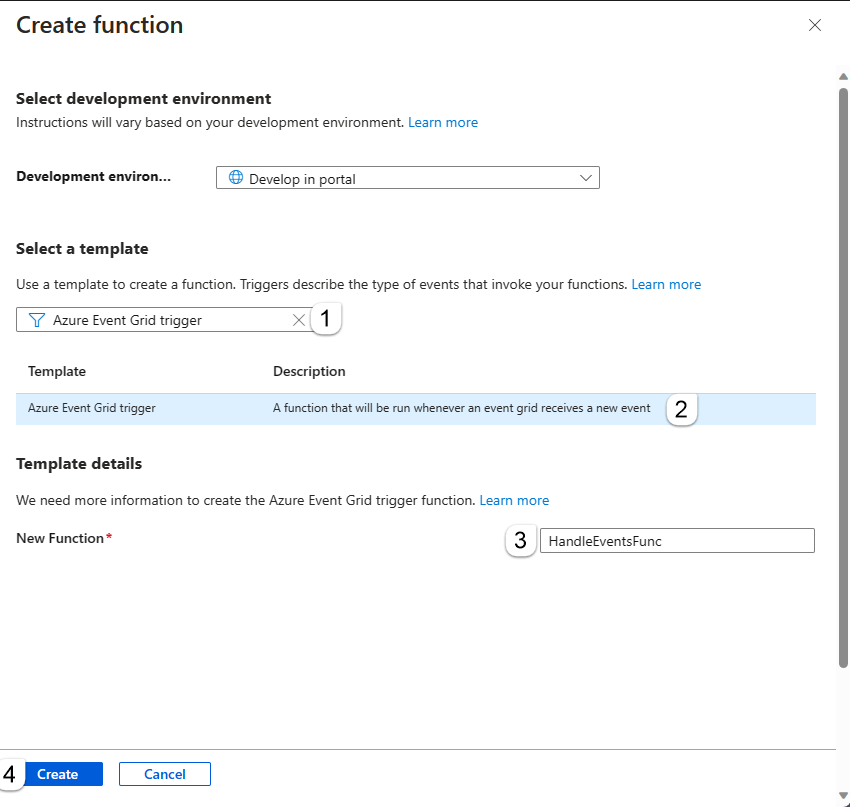 Create function
Select development environment
Instructions will vary based on your development environment. Learn more
Development environ... Develop in portal
Select a template
Use a template to create a function. Triggers describe the type of events that invoke your functions. Learn more
Azure Event Grid trigger 1
Template Description
Azure Event Grid trigger A function that will be run whenever an event grid receives a new event 2
Template details
We need more information to create the Azure Event Grid trigger function. Learn more
New Function* 3 HandleEventsFunc
4 Create Cancel